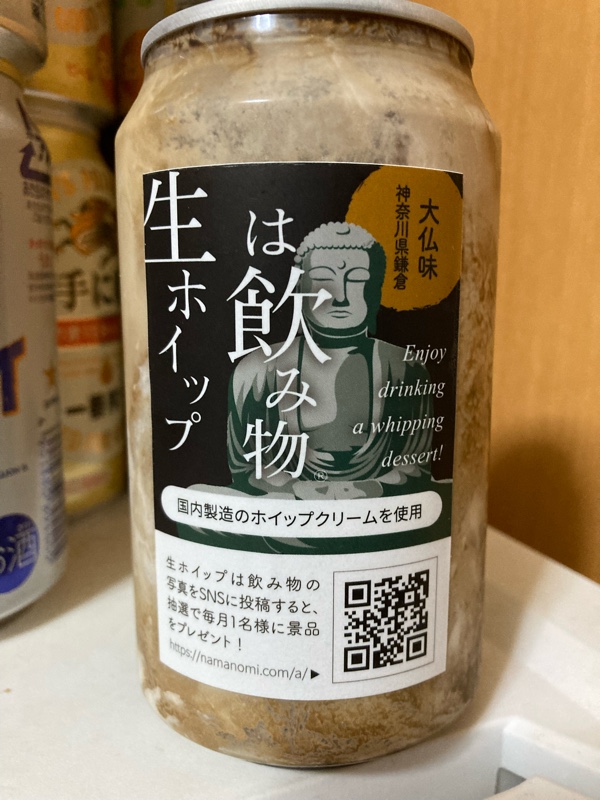 生ホイップ
は飲み物
®
大仏味
神奈川県鎌倉
Enjoy
drinking
a whipping
dessert!
国内製造のホイップクリームを使用
生ホイップは飲み物の
写真をSNSに投稿すると、
抽選で毎月1名様に景品
をプレゼント!
https://namanomi.com/a/▶
お酒